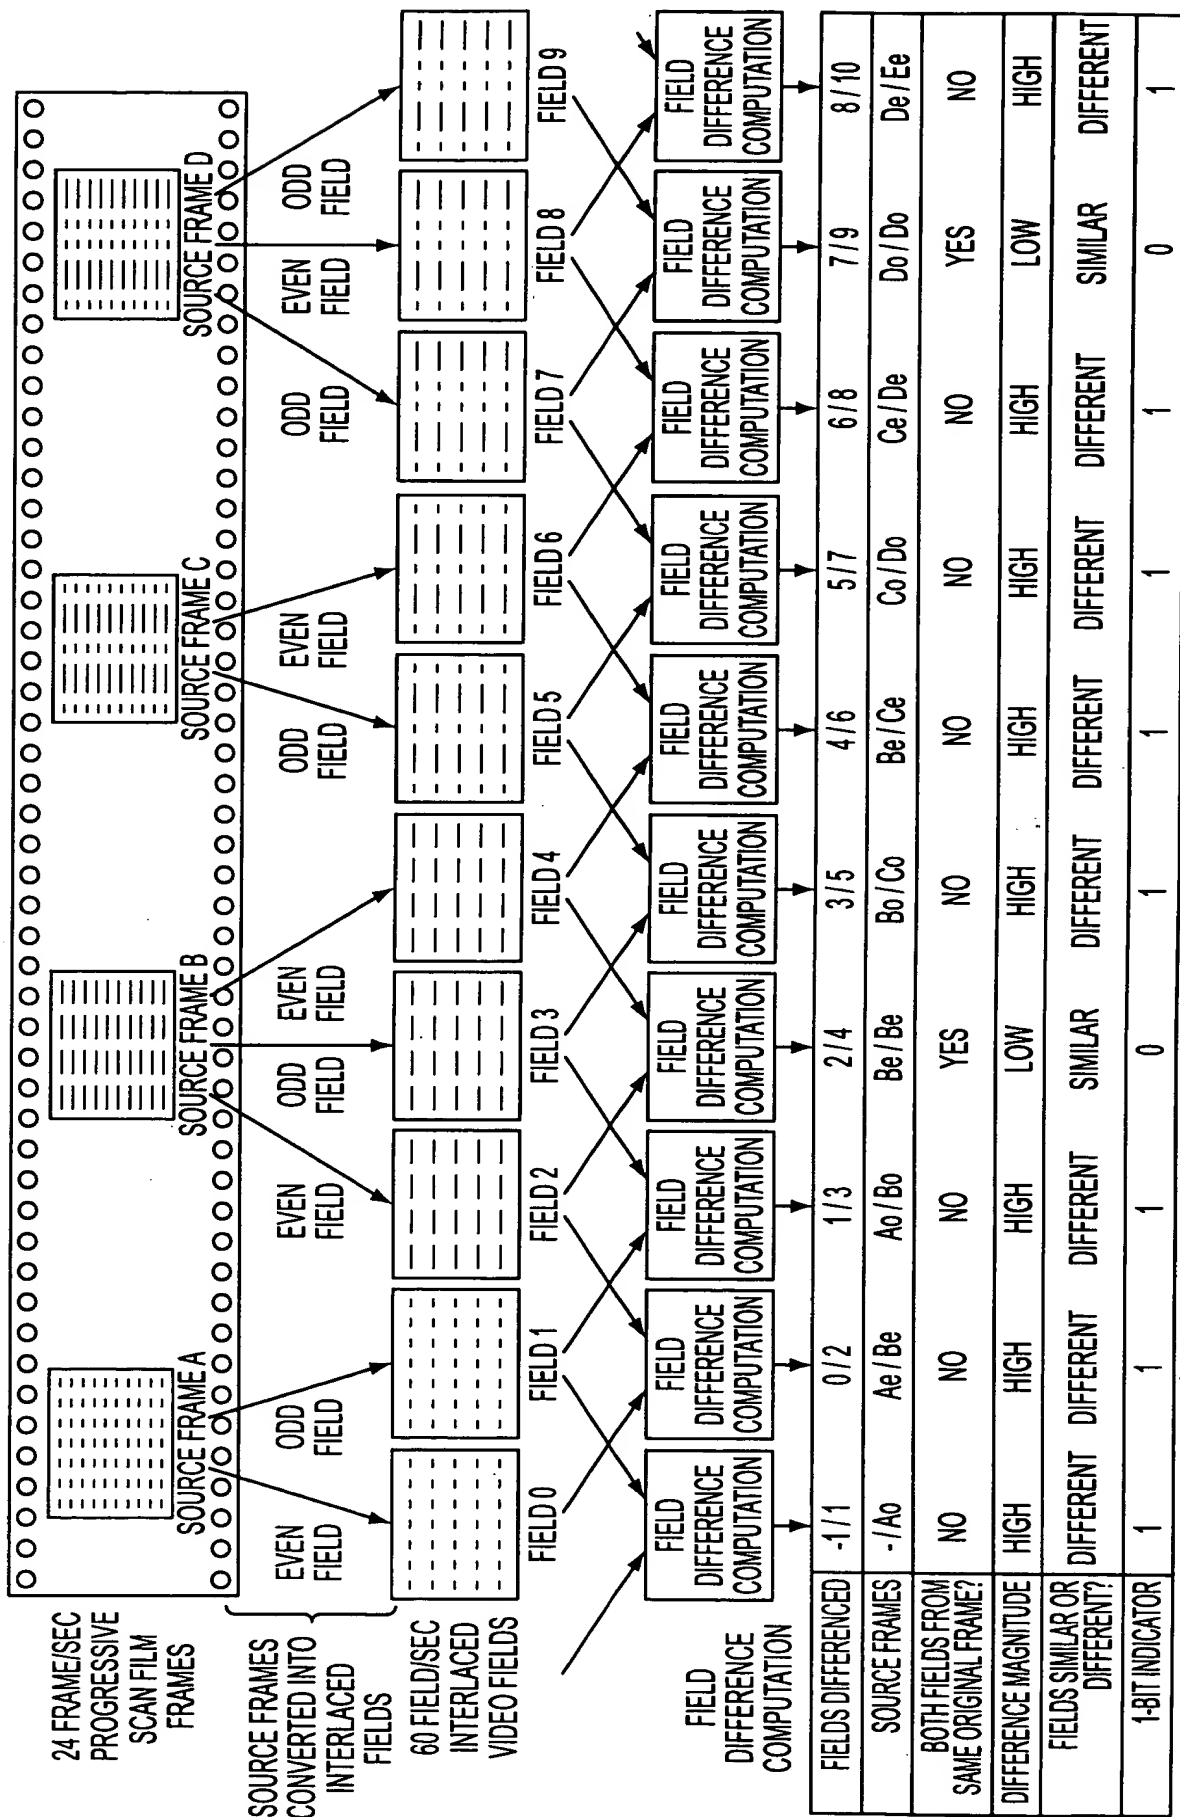 24 FRAME/SEC
PROGRESSIVE
SCAN FILM
FRAMES
SOURCE FRAME A
SOURCE FRAME B
SOURCE FRAME C
SOURCE FRAME D
SOURCE FRAMES
CONVERTED INTO
INTERLACED
FIELDS
EVEN
FIELD
ODD
FIELD
EVEN
FIELD
ODD
FIELD
EVEN
FIELD
ODD
FIELD
EVEN
FIELD
ODD
FIELD
EVEN
FIELD
ODD
FIELD
60 FIELD/SEC
INTERLACED
VIDEO FIELDS
FIELD 0
FIELD 1
FIELD 2
FIELD 3
FIELD 4
FIELD 5
FIELD 6
FIELD 7
FIELD 8
FIELD 9
FIELD
DIFFERENCE
COMPUTATION
FIELD
DIFFERENCE
COMPUTATION
FIELD
DIFFERENCE
COMPUTATION
FIELD
DIFFERENCE
COMPUTATION
FIELD
DIFFERENCE
COMPUTATION
FIELD
DIFFERENCE
COMPUTATION
FIELD
DIFFERENCE
COMPUTATION
FIELD
DIFFERENCE
COMPUTATION
FIELD
DIFFERENCE
COMPUTATION
FIELD
DIFFERENCE
COMPUTATION
FIELD
DIFFERENCE
COMPUTATION
FIELDS DIFFERENCED -1/1 0/2 1/3 2/4 3/5 4/6 5/7 6/8 7/9 8/10
SOURCE FRAMES -/Ao Ae/Be Ao/Bo Be/Be Bo/Co Be/Ce Co/Do Ce/De Do/Do De/Ee
BOTH FIELDS FROM
SAME ORIGINAL FRAME? NO NO NO YES NO NO NO NO YES NO
DIFFERENCE MAGNITUDE HIGH HIGH HIGH LOW HIGH HIGH HIGH HIGH LOW HIGH
FIELDS SIMILAR OR
DIFFERENT? DIFFERENT DIFFERENT DIFFERENT SIMILAR DIFFERENT DIFFERENT DIFFERENT DIFFERENT SIMILAR DIFFERENT
1-BIT INDICATOR 1 1 1 0 1 1 1 1 0 1